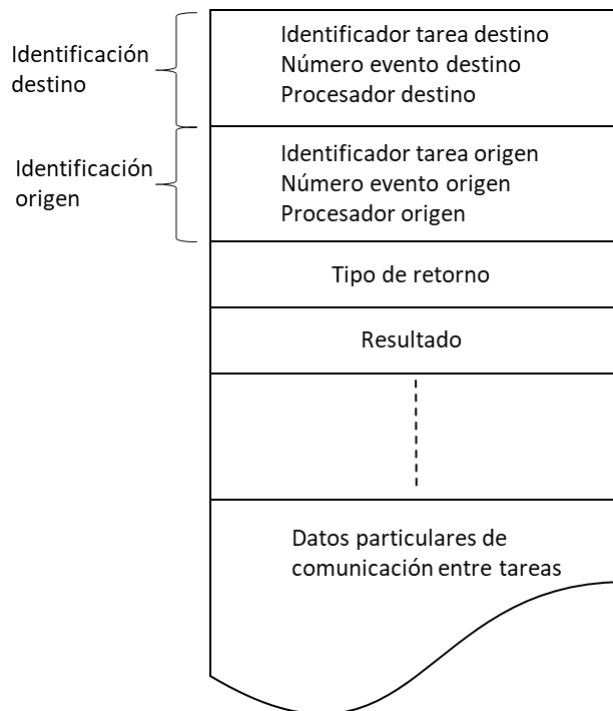 Identificación
destino
Identificador tarea destino
Número evento destino
Procesador destino
Identificación
origen
Identificador tarea origen
Número evento origen
Procesador origen
Tipo de retorno
Resultado
Datos particulares de
comunicación entre tareas